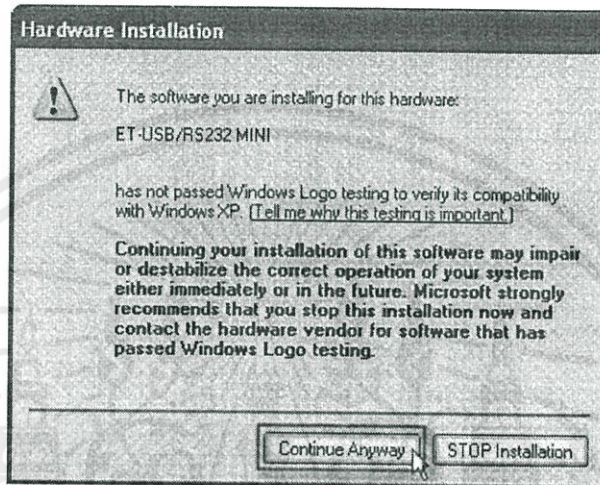 Hardware Installation
The software you are installing for this hardware:
ET-USB/RS232 MINI
has not passed Windows Logo testing to verify its compatibility
with Windows XP. (Tell me why this testing is important.)
Continuing your installation of this software may impair
or destabilize the correct operation of your system
either immediately or in the future. Microsoft strongly
recommends that you stop this installation now and
contact the hardware vendor for software that has
passed Windows Logo testing.
Continue Anyway
STOP Installation